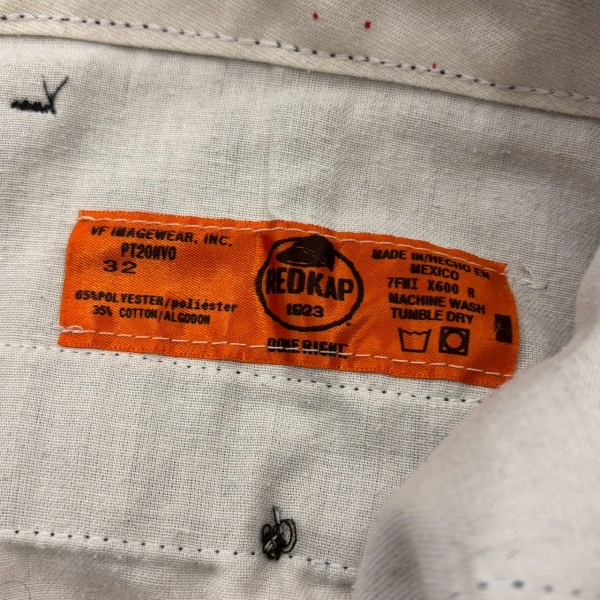 VF IMAGEWEAR, INC.
PT20NVO
32
65%POLYESTER/poliéster
35% COTTON/ALGODON
REDKAP
1923
DONE RIGHT
MADE IN/HECHO EN
MEXICO
7FMI X600 R
MACHINE WASH
TUMBLE DRY